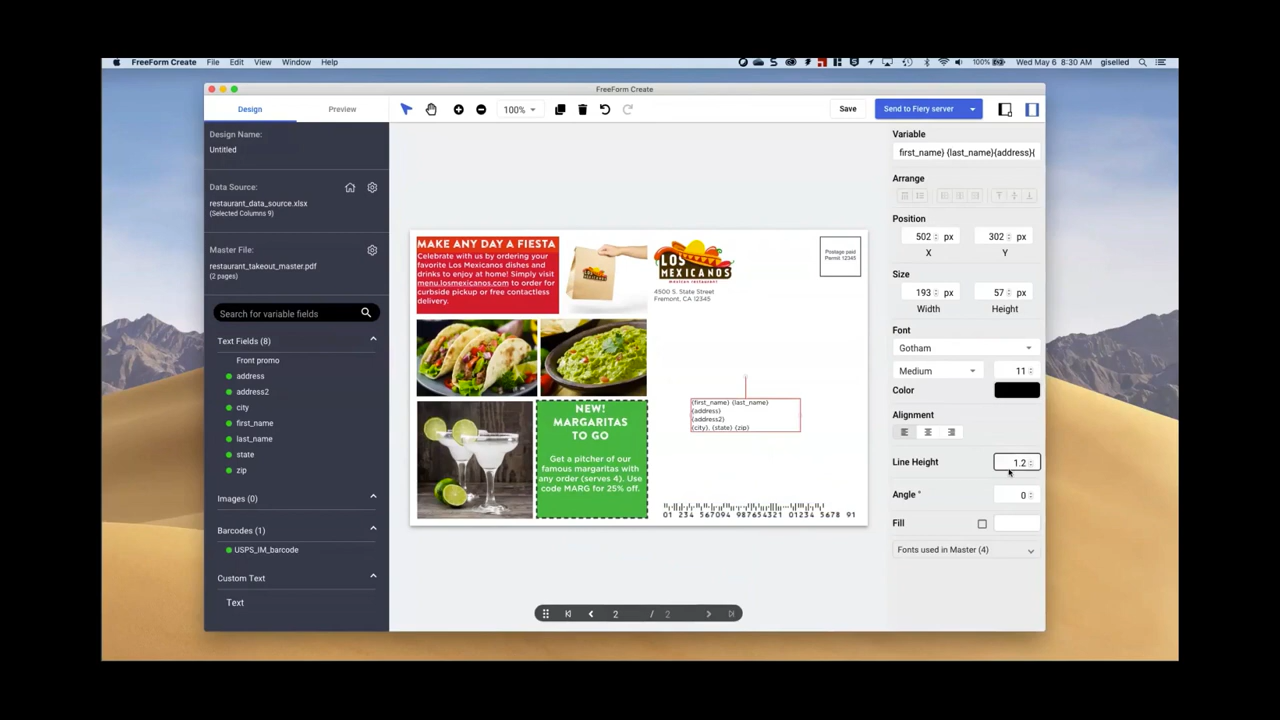 FreeForm Create File Edit View Window Help
100% Wed May 6 8:30 AM giselled
FreeForm Create
Design Preview
100%
Save
Send to Fiery server
Design Name:
Untitled
Data Source:
restaurant_data_source.xlsx
(Selected Columns 9)
Master File:
restaurant_takeout_master.pdf
(2 pages)
Search for variable fields
Text Fields (8)
Front promo
address
address2
city
first_name
last_name
state
zip
Images (0)
Barcodes (1)
USPS_IM_barcode
Custom Text
Text
MAKE ANY DAY A FIESTA
Celebrate with us by ordering your
favorite Los Mexicanos dishes and
drinks to enjoy at home! Simply visit
menu.losmexicanos.com to order for
curbside pickup or free contactless
delivery.
LOS
MEXICANOS
LOS
MEXICANOS
mexican restaurant
4500 S. State Street
Fremont, CA 12345
Postage paid
Permit 12345
NEW!
MARGARITAS
TO GO
Get a pitcher of our
famous margaritas with
any order (serves 4). Use
code MARG for 25% off.
{first_name} {last_name}
{address}
{address2}
{city}, {state} {zip}
01 234 567094 987654321 01234 5678 91
2 / 2
Variable
first_name} {last_name}{address}{
Arrange
Position
502 px 302 px
X Y
Size
193 px 57 px
Width Height
Font
Gotham
Medium 11
Color
Alignment
Line Height 1.2
Angle ° 0
Fill
Fonts used in Master (4)